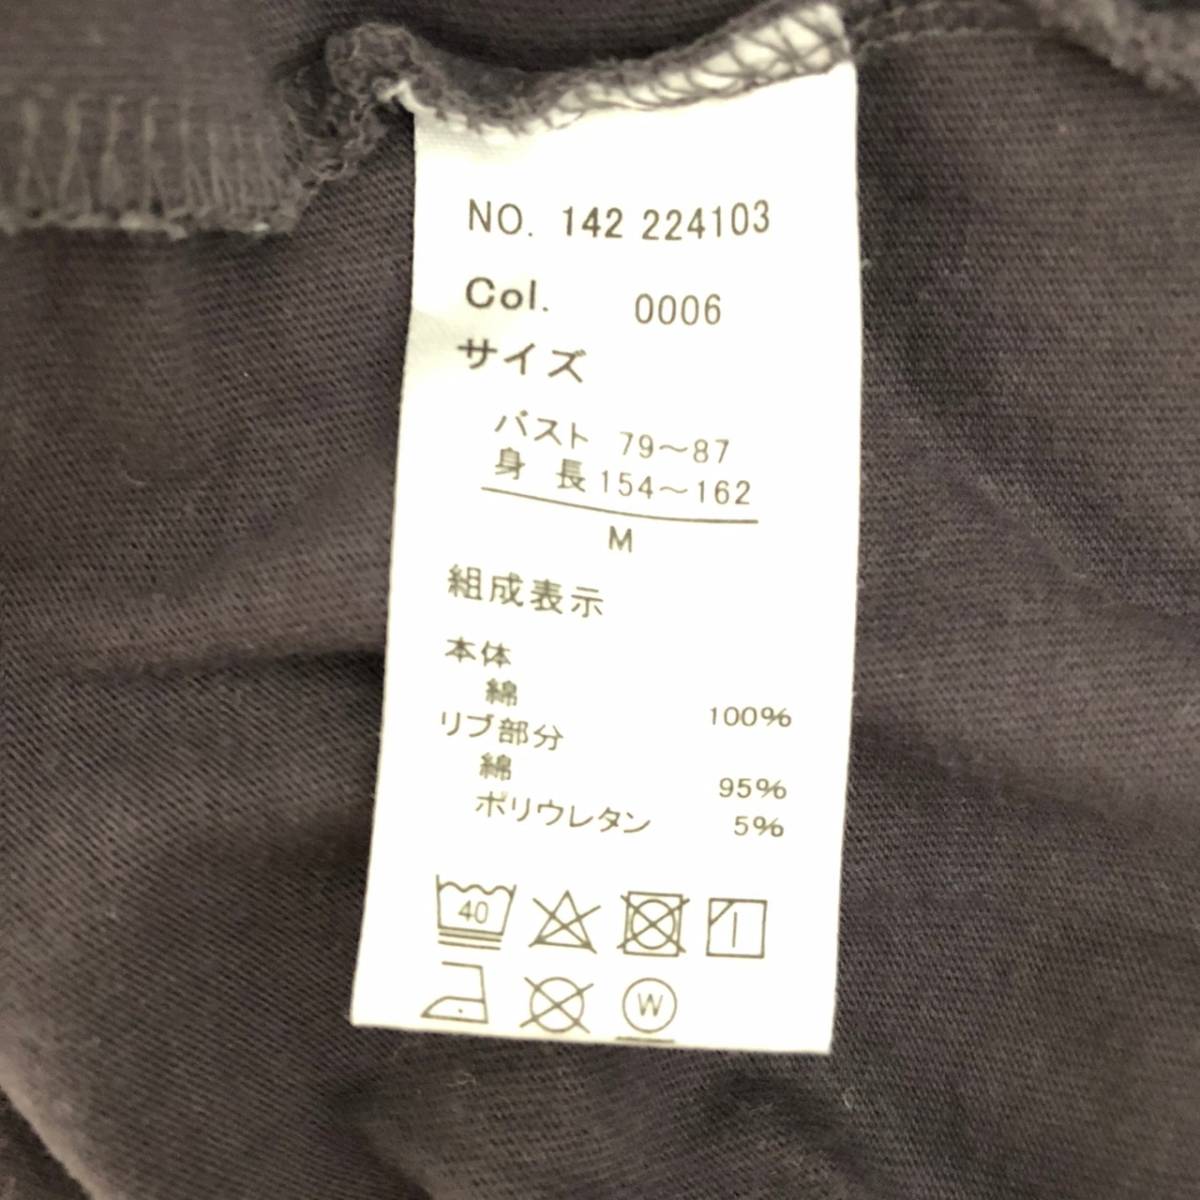 NO. 142 224103
Col. 0006
サイズ
バスト 79～87
身長 154～162
M
組成表示
本体
綿 100%
リブ部分
綿 95%
ポリウレタン 5%
40
W